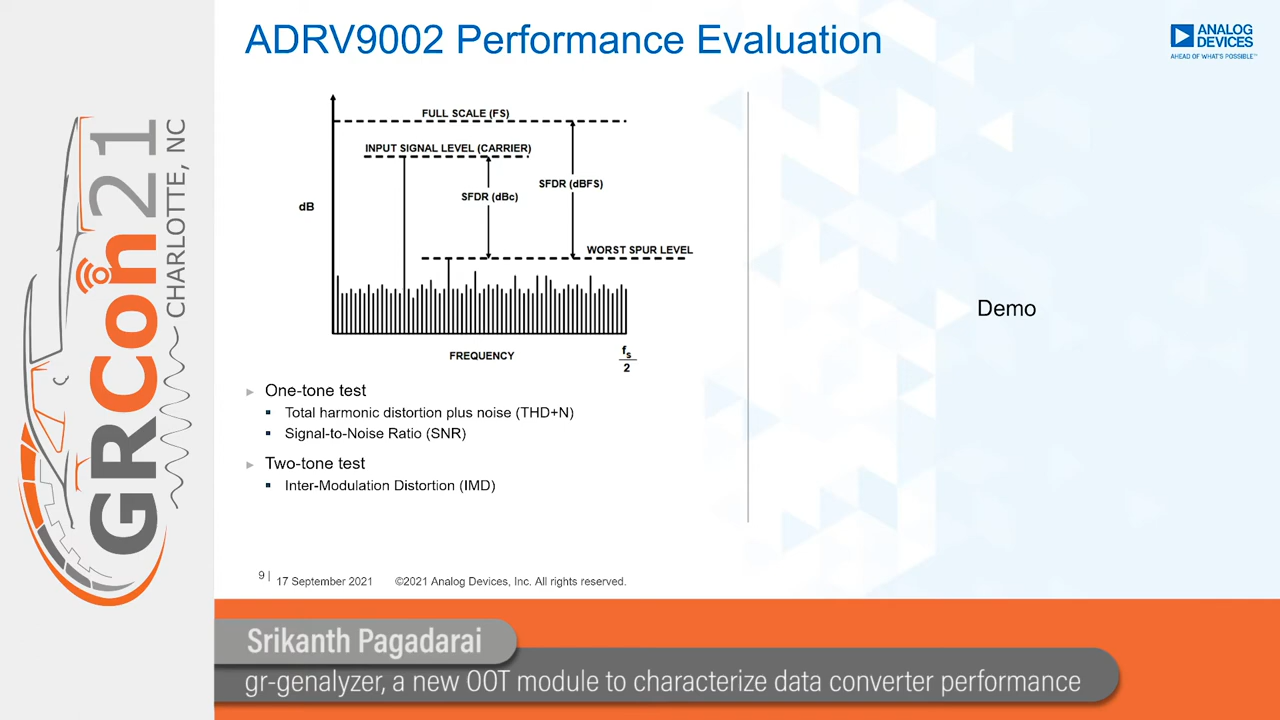 ADRV9002 Performance Evaluation
ANALOG
DEVICES
AHEAD OF WHAT'S POSSIBLE™
GRCon21
CHARLOTTE, NC
FULL SCALE (FS)
INPUT SIGNAL LEVEL (CARRIER)
SFDR (dBFS)
SFDR (dBc)
dB
WORST SPUR LEVEL
FREQUENCY
fs
2
Demo
One-tone test
Total harmonic distortion plus noise (THD+N)
Signal-to-Noise Ratio (SNR)
Two-tone test
Inter-Modulation Distortion (IMD)
9 | 17 September 2021 ©2021 Analog Devices, Inc. All rights reserved.
Srikanth Pagadarai
gr-genalyzer, a new OOT module to characterize data converter performance